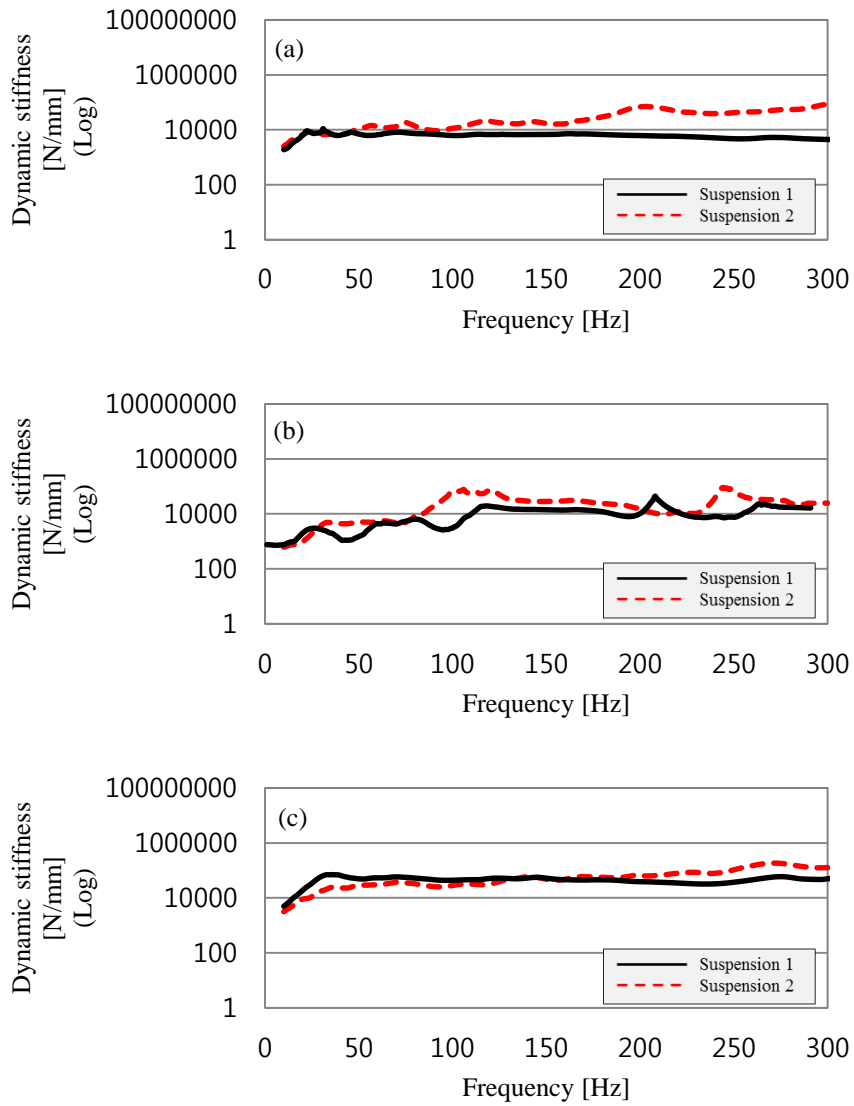 Dynamic stiffness
[N/mm]
(Log)
100000000
1000000
10000
100
1
(a)
Suspension 1
Suspension 2
0 50 100 150 200 250 300
Frequency [Hz]
Dynamic stiffness
[N/mm]
(Log)
100000000
1000000
10000
100
1
(b)
Suspension 1
Suspension 2
0 50 100 150 200 250 300
Frequency [Hz]
Dynamic stiffness
[N/mm]
(Log)
100000000
1000000
10000
100
1
(c)
Suspension 1
Suspension 2
0 50 100 150 200 250 300
Frequency [Hz]